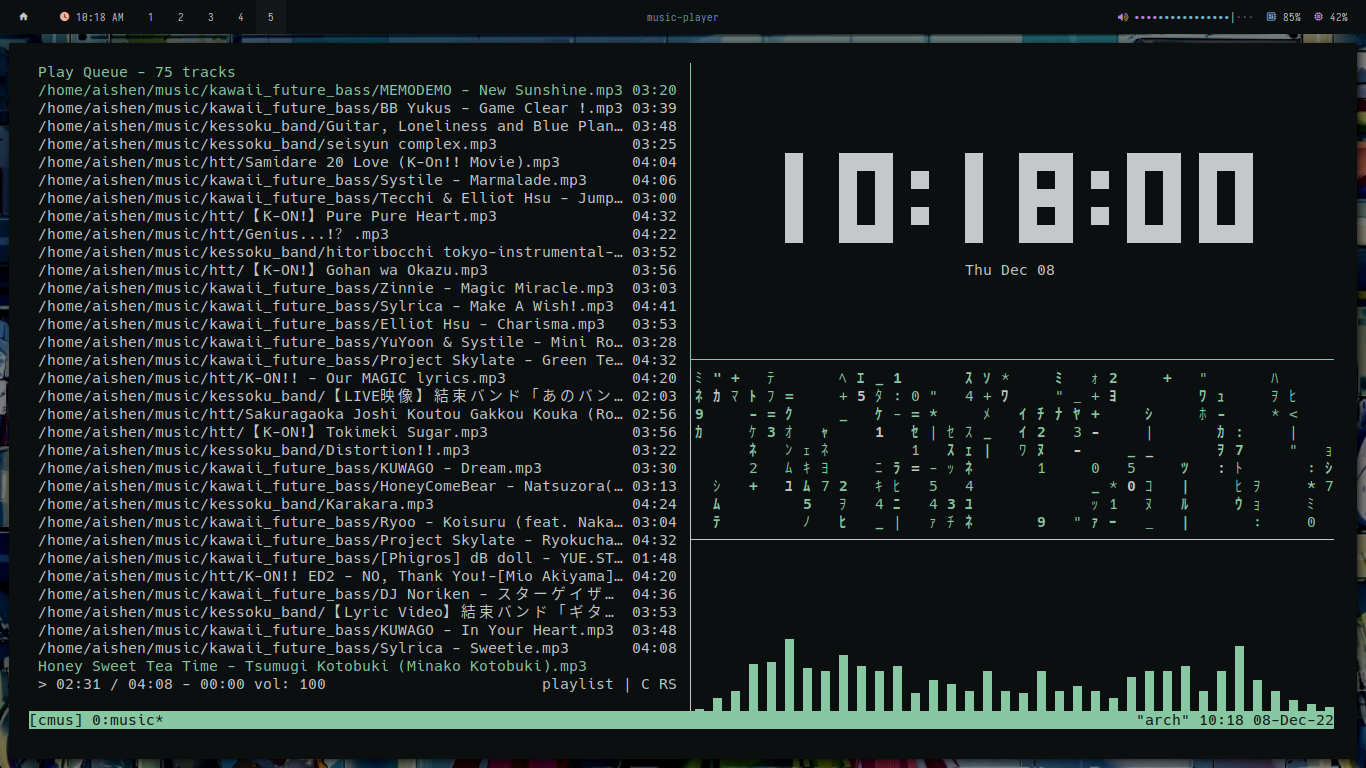 10:18 AM 1 2 3 4 5 music-player 85% 42%
Play Queue - 75 tracks
/home/aishen/music/kawaii_future_bass/MEMODEMO - New Sunshine.mp3 03:20
/home/aishen/music/kawaii_future_bass/BB Yukus - Game Clear !.mp3 03:39
/home/aishen/music/kessoku_band/Guitar, Loneliness and Blue Plan… 03:48
/home/aishen/music/kessoku_band/seisyun complex.mp3 03:25
/home/aishen/music/htt/Samidare 20 Love (K-On!! Movie).mp3 04:04
/home/aishen/music/kawaii_future_bass/Systile - Marmalade.mp3 04:06
/home/aishen/music/kawaii_future_bass/Tecchi & Elliot Hsu - Jump… 03:00
/home/aishen/music/htt/【K-ON!】Pure Pure Heart.mp3 04:32
/home/aishen/music/htt/Genius...!? .mp3 04:22
/home/aishen/music/kessoku_band/hitoribocchi tokyo-instrumental-… 03:52
/home/aishen/music/htt/【K-ON!】Gohan wa Okazu.mp3 03:56
/home/aishen/music/kawaii_future_bass/Zinnie - Magic Miracle.mp3 03:03
/home/aishen/music/kawaii_future_bass/Sylrica - Make A Wish!.mp3 04:41
/home/aishen/music/kawaii_future_bass/Elliot Hsu - Charisma.mp3 03:53
/home/aishen/music/kawaii_future_bass/YuYoon & Systile - Mini Ro… 03:28
/home/aishen/music/kawaii_future_bass/Project Skylate - Green Te… 04:32
/home/aishen/music/htt/K-ON!! - Our MAGIC lyrics.mp3 04:20
/home/aishen/music/kessoku_band/【LIVE映像】結束バンド「あのバン… 02:03
/home/aishen/music/htt/Sakuragaoka Joshi Koutou Gakkou Kouka (Ro… 02:56
/home/aishen/music/htt/【K-ON!】Tokimeki Sugar.mp3 03:56
/home/aishen/music/kessoku_band/Distortion!!.mp3 03:22
/home/aishen/music/kawaii_future_bass/KUWAGO - Dream.mp3 03:30
/home/aishen/music/kawaii_future_bass/HoneyComeBear - Natsuzora(… 03:13
/home/aishen/music/kessoku_band/Karakara.mp3 04:24
/home/aishen/music/kawaii_future_bass/Ryoo - Koisuru (feat. Naka… 03:04
/home/aishen/music/kawaii_future_bass/Project Skylate - Ryokucha… 04:32
/home/aishen/music/kawaii_future_bass/[Phigros] dB doll - YUE.ST… 01:48
/home/aishen/music/htt/K-ON!! ED2 - NO, Thank You!-[Mio Akiyama]… 04:20
/home/aishen/music/kawaii_future_bass/DJ Noriken - スターゲイザ… 04:36
/home/aishen/music/kessoku_band/【Lyric Video】結束バンド「ギタ… 03:53
/home/aishen/music/kawaii_future_bass/KUWAGO - In Your Heart.mp3 03:48
/home/aishen/music/kawaii_future_bass/Sylrica - Sweetie.mp3 04:08
Honey Sweet Tea Time - Tsumugi Kotobuki (Minako Kotobuki).mp3
> 02:31 / 04:08 - 00:00 vol: 100 playlist | C RS
10:18:00
Thu Dec 08
[cmus] 0:music* "arch" 10:18 08-Dec-22